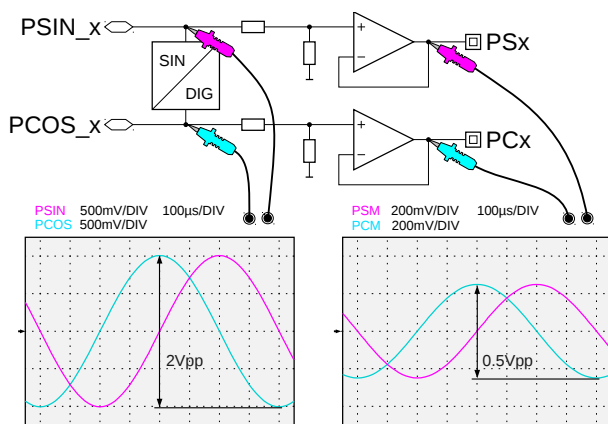 PSIN_x
SIN
DIG
+
−
PSx
PCOS_x
+
−
PCx
PSIN 500mV/DIV 100µs/DIV
PCOS 500mV/DIV
PSM 200mV/DIV 100µs/DIV
PCM 200mV/DIV
2Vpp
0.5Vpp